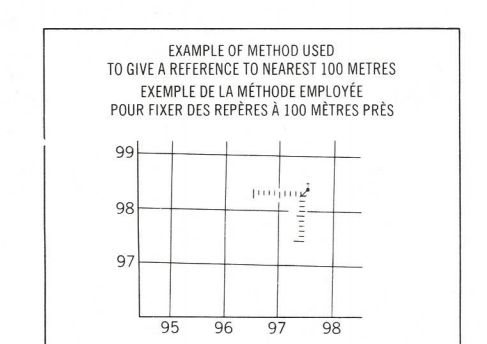 EXAMPLE OF METHOD USED
TO GIVE A REFERENCE TO NEAREST 100 METRES
EXEMPLE DE LA MÉTHODE EMPLOYÉE
POUR FIXER DES REPÈRES À 100 MÈTRES PRÈS
99
98
97
95 96 97 98